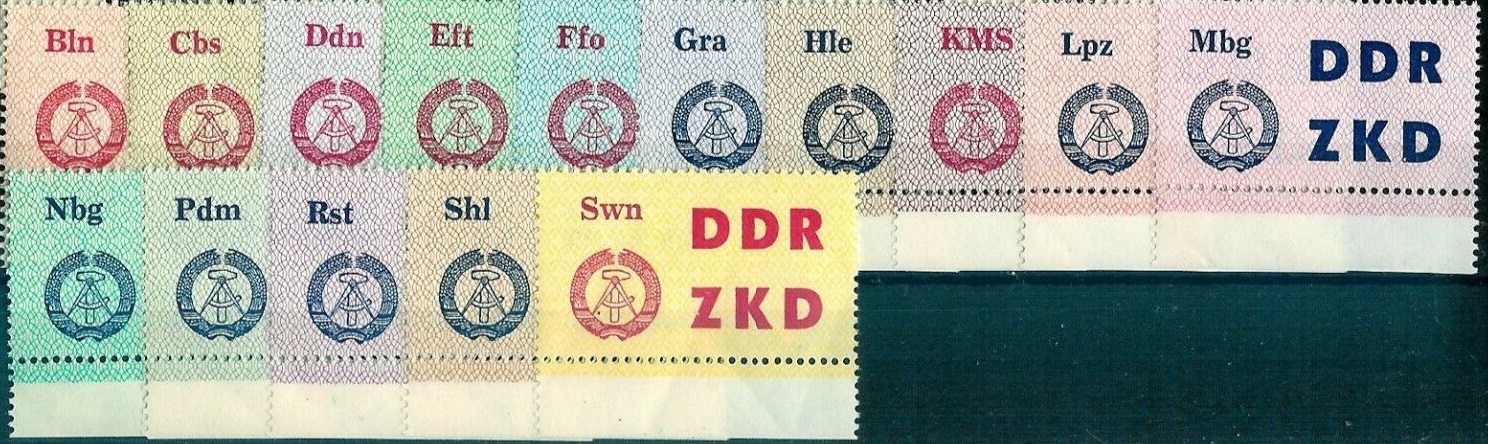 Bln Cbs Ddn Eft Ffo Gra Hle KMS Lpz Mbg DDR
ZKD
Nbg Pdm Rst Shl Swn DDR
ZKD